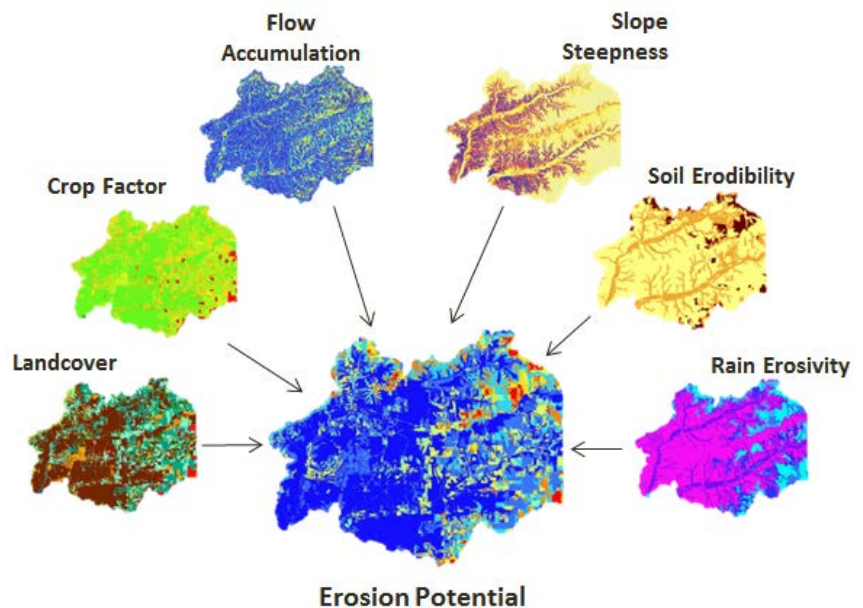 Flow
Accumulation
Slope
Steepness
Crop Factor
Soil Erodibility
Landcover
Rain Erosivity
Erosion Potential